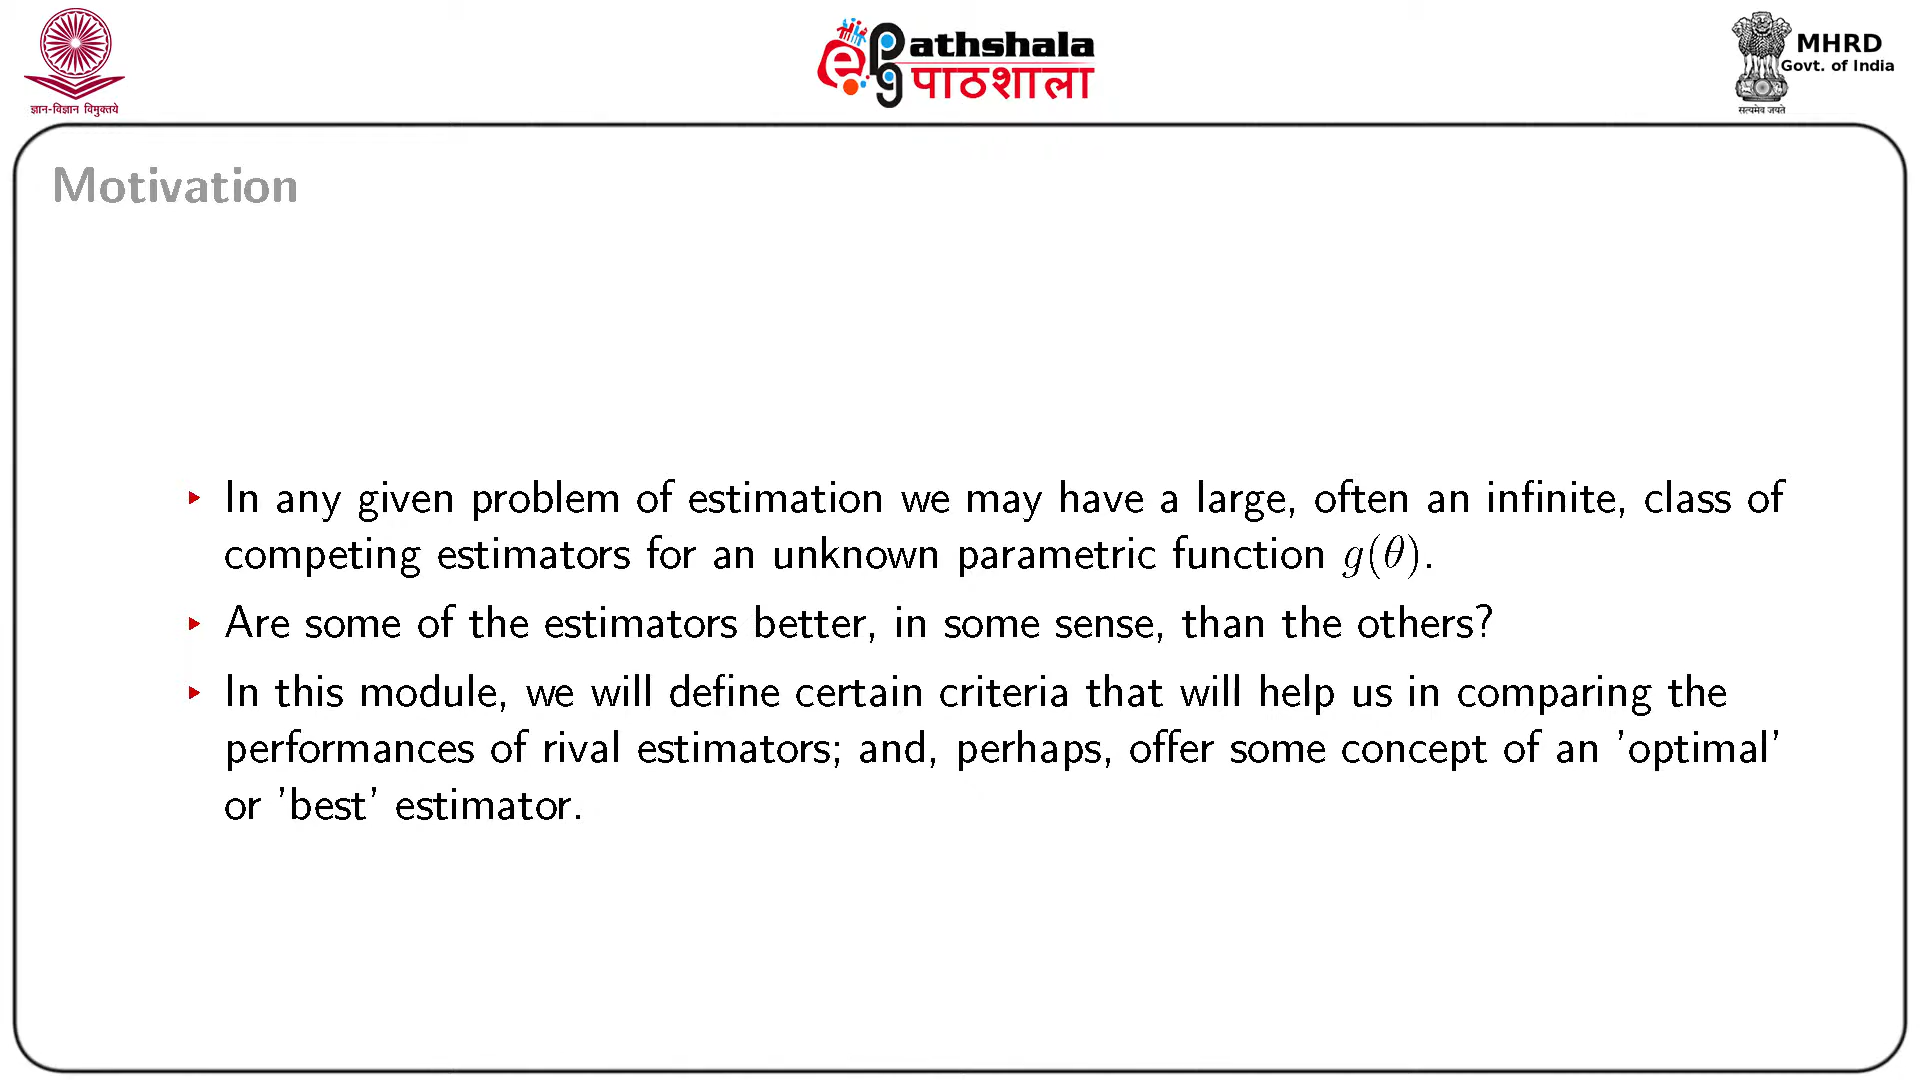 ज्ञान-विज्ञान विमुक्तये
e pg Pathshala
पाठशाला
MHRD
Govt. of India
सत्यमेव जयते
Motivation
▸ In any given problem of estimation we may have a large, often an infinite, class of
competing estimators for an unknown parametric function g(θ).
▸ Are some of the estimators better, in some sense, than the others?
▸ In this module, we will define certain criteria that will help us in comparing the
performances of rival estimators; and, perhaps, offer some concept of an 'optimal'
or 'best' estimator.